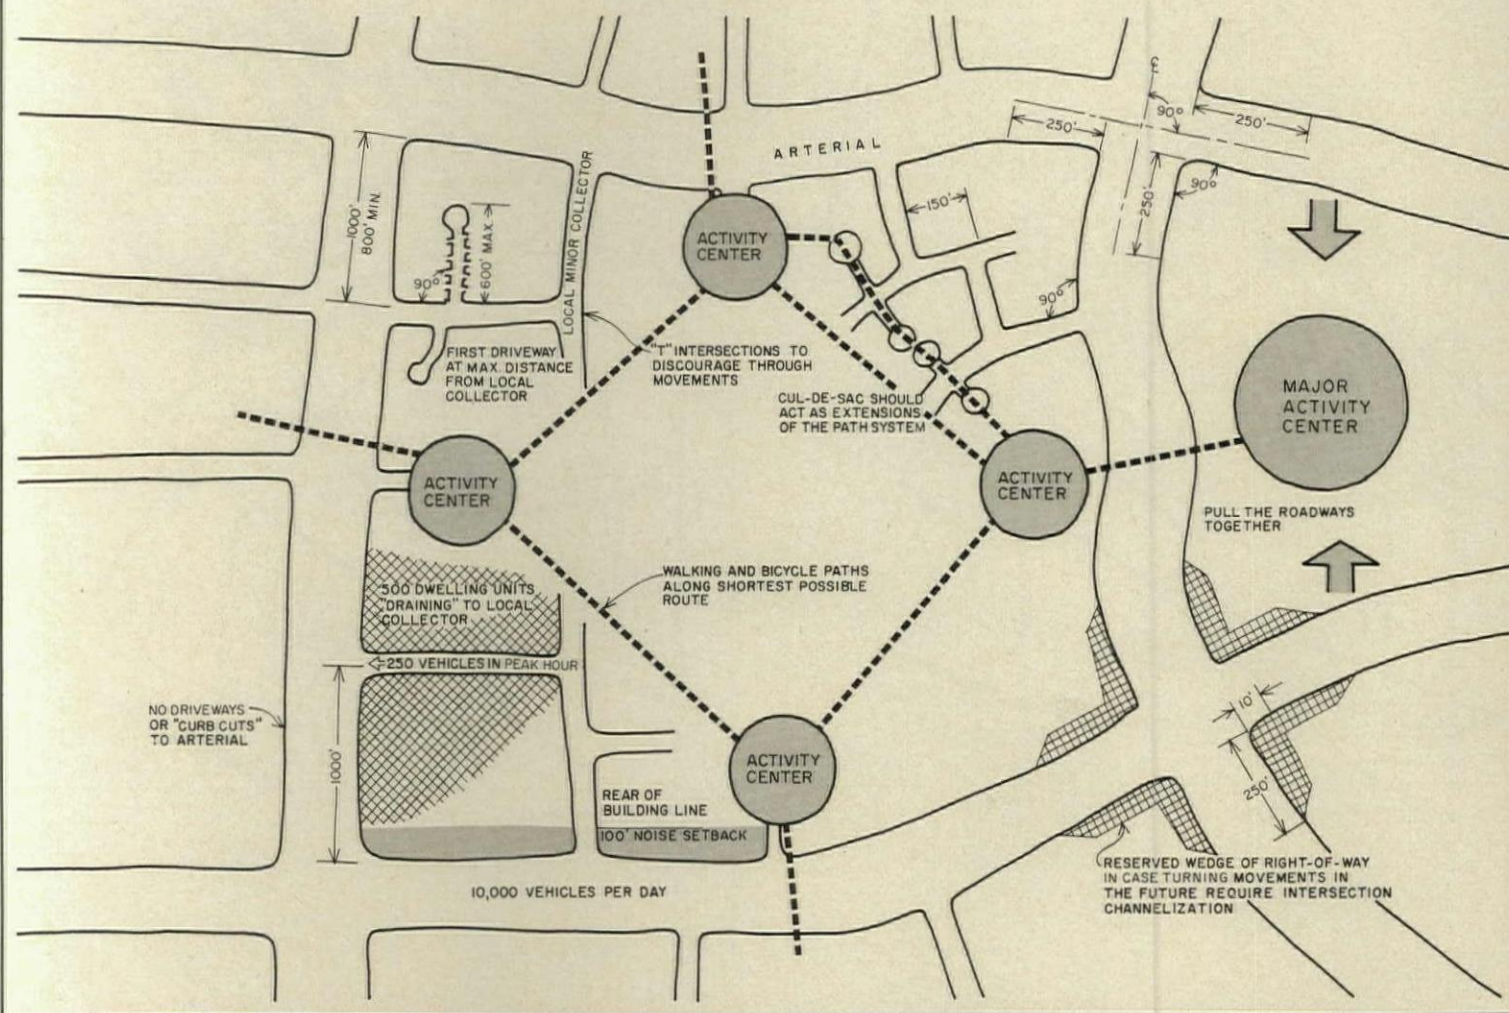 ARTERIAL
℄
90°
250'
250'
250'
90°
150'
90°
1000'
800' MIN.
600' MAX.
90°
LOCAL MINOR COLLECTOR
ACTIVITY
CENTER
FIRST DRIVEWAY
AT MAX. DISTANCE
FROM LOCAL
COLLECTOR
"T" INTERSECTIONS TO
DISCOURAGE THROUGH
MOVEMENTS
CUL-DE-SAC SHOULD
ACT AS EXTENSIONS
OF THE PATH SYSTEM
MAJOR
ACTIVITY
CENTER
ACTIVITY
CENTER
ACTIVITY
CENTER
PULL THE ROADWAYS
TOGETHER
WALKING AND BICYCLE PATHS
ALONG SHORTEST POSSIBLE
ROUTE
500 DWELLING UNITS
"DRAINING" TO LOCAL
COLLECTOR
250 VEHICLES IN PEAK HOUR
NO DRIVEWAYS
OR "CURB CUTS"
TO ARTERIAL
1000'
ACTIVITY
CENTER
REAR OF
BUILDING LINE
100' NOISE SETBACK
10,000 VEHICLES PER DAY
10'
250'
RESERVED WEDGE OF RIGHT-OF-WAY
IN CASE TURNING MOVEMENTS IN
THE FUTURE REQUIRE INTERSECTION
CHANNELIZATION